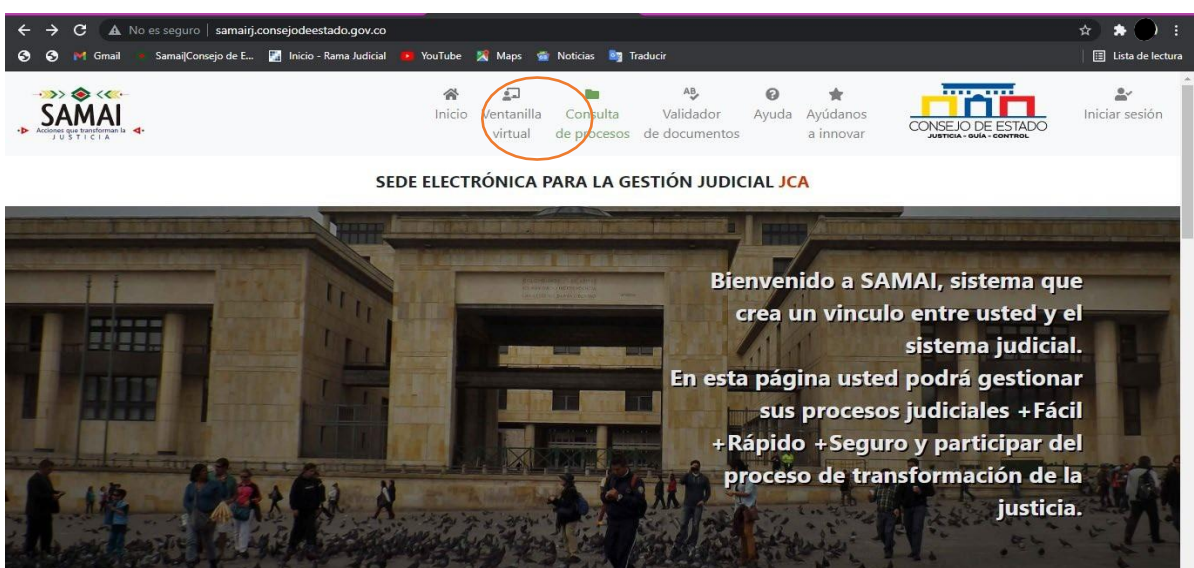 No es seguro | samairj.consejodeestado.gov.co
Gmail Samai|Consejo de E... Inicio - Rama Judicial YouTube Maps Noticias Traducir Lista de lectura
SAMAI
Acciones que transforman la
JUSTICIA
Inicio
Ventanilla
virtual
Consulta
de procesos
Validador
de documentos
Ayuda
Ayúdanos
a innovar
CONSEJO DE ESTADO
JUSTICIA - GUÍA - CONTROL
Iniciar sesión
SEDE ELECTRÓNICA PARA LA GESTIÓN JUDICIAL JCA
Bienvenido a SAMAI, sistema que
crea un vinculo entre usted y el
sistema judicial.
En esta página usted podrá gestionar
sus procesos judiciales +Fácil
+Rápido +Seguro y participar del
proceso de transformación de la
justicia.